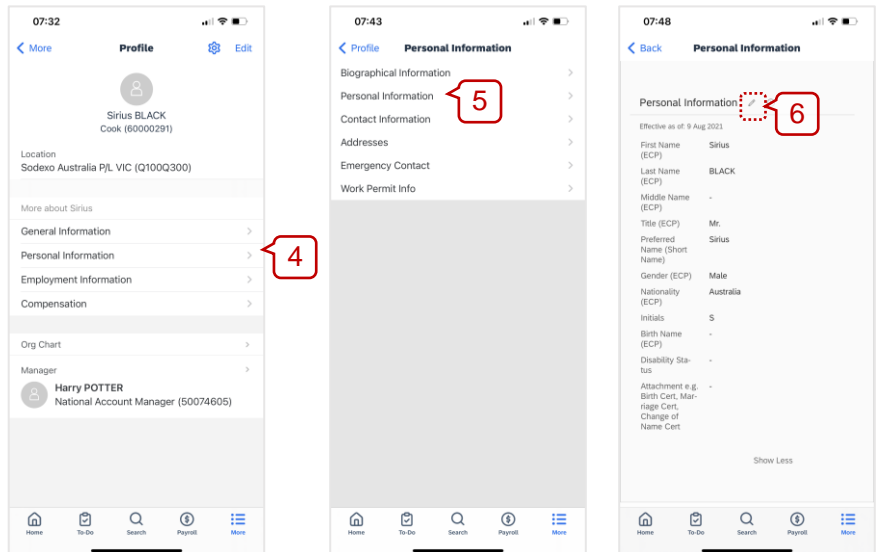 07:32
More
Profile
Edit
Sirius BLACK
Cook (60000291)
Location
Sodexo Australia P/L VIC (Q100Q300)
More about Sirius
General Information
Personal Information
Employment Information
Compensation
4
Org Chart
Manager
Harry POTTER
National Account Manager (50074605)
Home
To-Do
Search
Payroll
More
07:43
Profile
Personal Information
Biographical Information
Personal Information
5
Contact Information
Addresses
Emergency Contact
Work Permit Info
Home
To-Do
Search
Payroll
More
07:48
Back
Personal Information
Personal Information
6
Effective as of: 9 Aug 2021
First Name Sirius
(ECP)
Last Name BLACK
(ECP)
Middle Name -
(ECP)
Title (ECP) Mr.
Preferred Sirius
Name (Short
Name)
Gender (ECP) Male
Nationality Australia
(ECP)
Initials S
Birth Name -
(ECP)
Disability Sta- -
tus
Attachment e.g. -
Birth Cert, Mar-
riage Cert,
Change of
Name Cert
Show Less
Home
To-Do
Search
Payroll
More